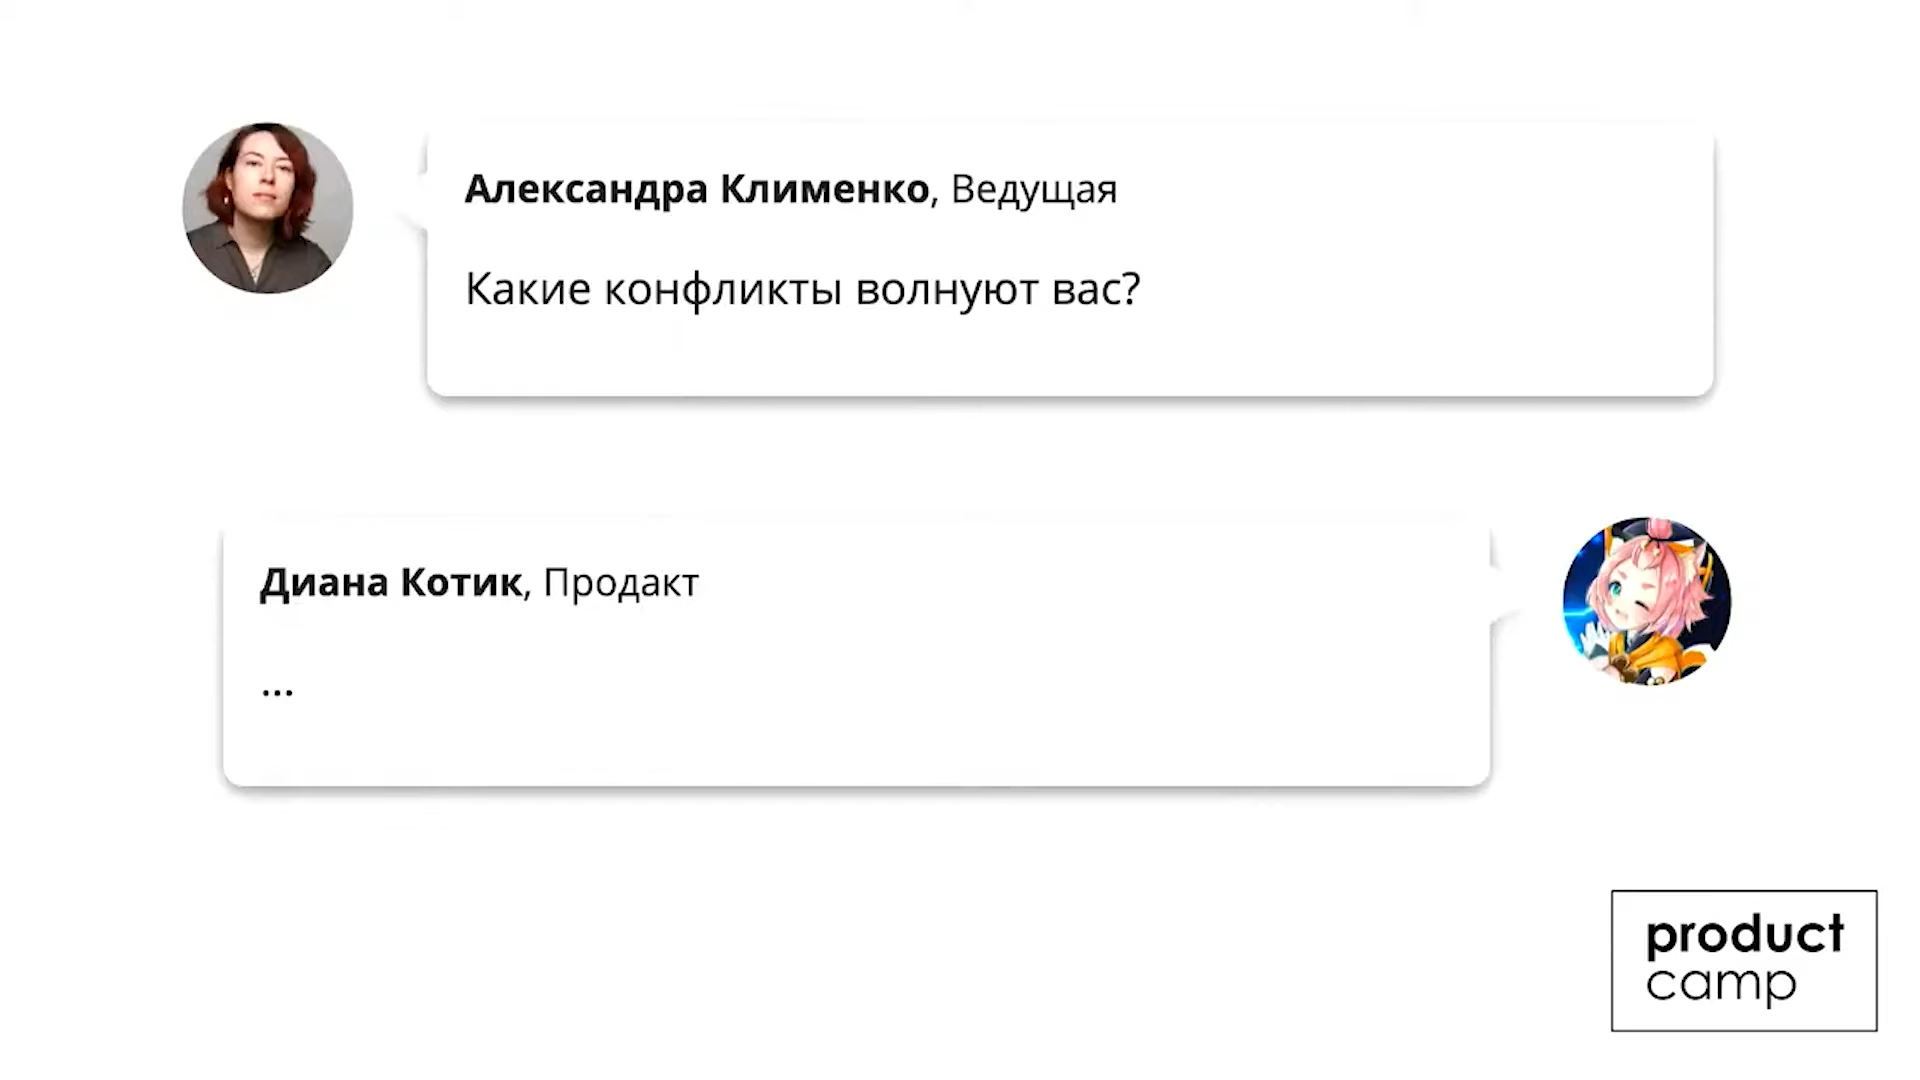 Александра Клименко, Ведущая
Какие конфликты волнуют вас?
Диана Котик, Продакт
...
product
camp